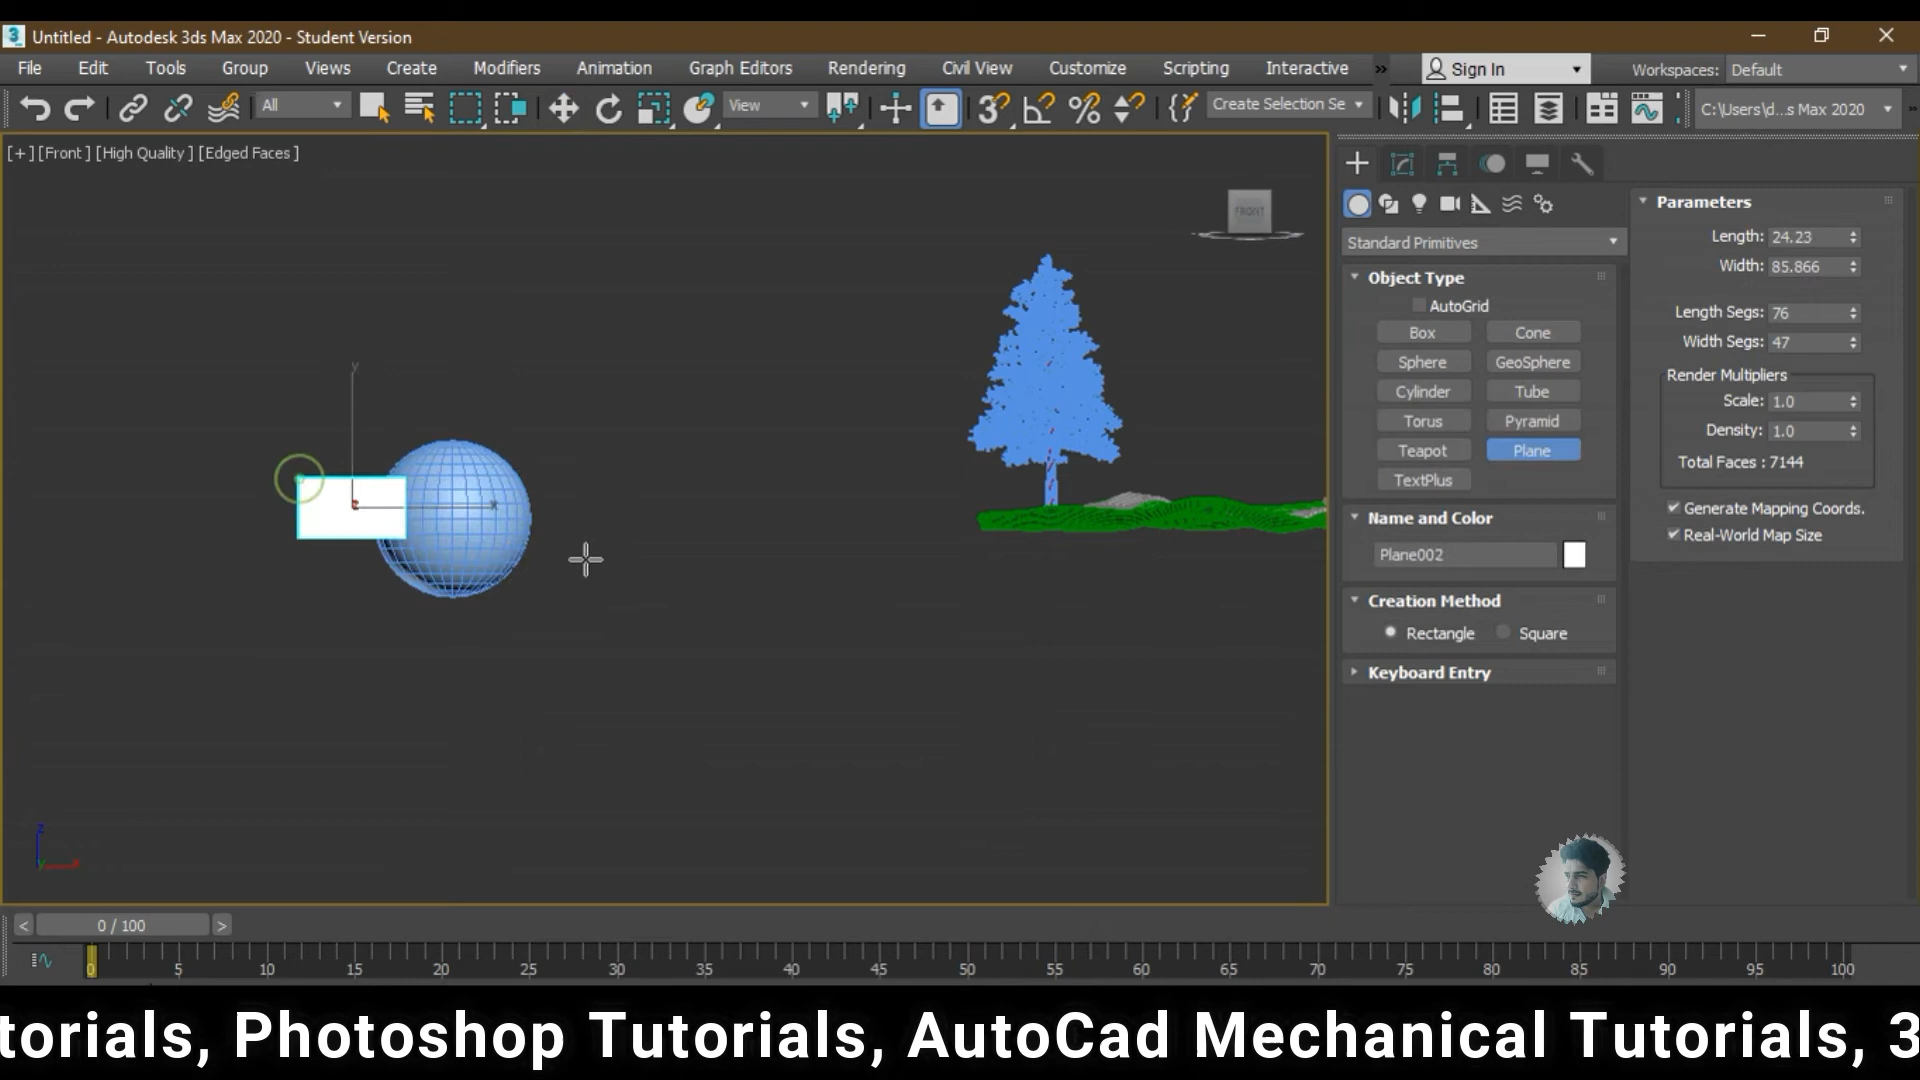 Untitled - Autodesk 3ds Max 2020 - Student Version
File Edit Tools Group Views Create Modifiers Animation Graph Editors Rendering Civil View Customize Scripting Interactive Sign In Workspaces: Default
All View Create Selection Se C:\Users\d...s Max 2020
[+] [Front ] [High Quality ] [Edged Faces ]
FRONT
y
x
z
y x
Standard Primitives
Object Type
AutoGrid
Box Cone
Sphere GeoSphere
Cylinder Tube
Torus Pyramid
Teapot Plane
TextPlus
Name and Color
Plane002
Creation Method
Rectangle Square
Keyboard Entry
Parameters
Length: 24.23
Width: 85.866
Length Segs: 76
Width Segs: 47
Render Multipliers
Scale: 1.0
Density: 1.0
Total Faces : 7144
Generate Mapping Coords.
Real-World Map Size
< 0 / 100 >
0 5 10 15 20 25 30 35 40 45 50 55 60 65 70 75 80 85 90 95 100
torials, Photoshop Tutorials, AutoCad Mechanical Tutorials, 3